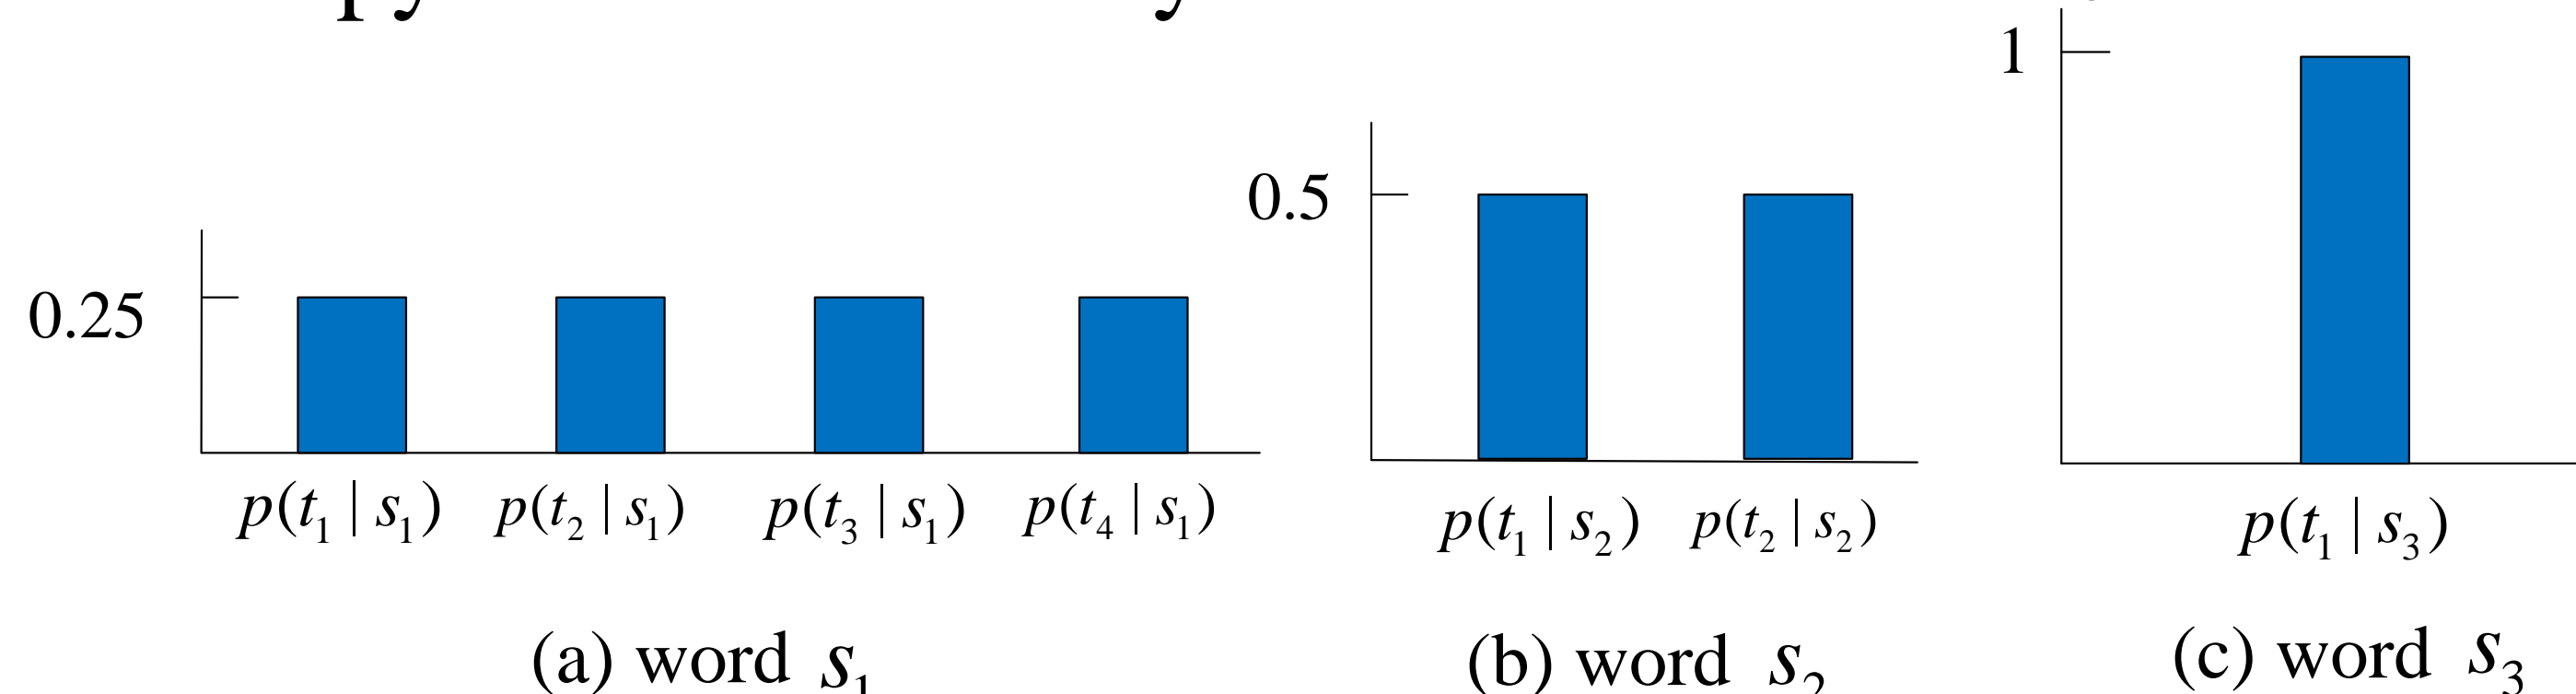 1
0.5
0.25
p(t₁ | s₁) p(t₂ | s₁) p(t₃ | s₁) p(t₄ | s₁) p(t₁ | s₂) p(t₂ | s₂) p(t₁ | s₃)
(a) word s₁ (b) word s₂ (c) word s₃